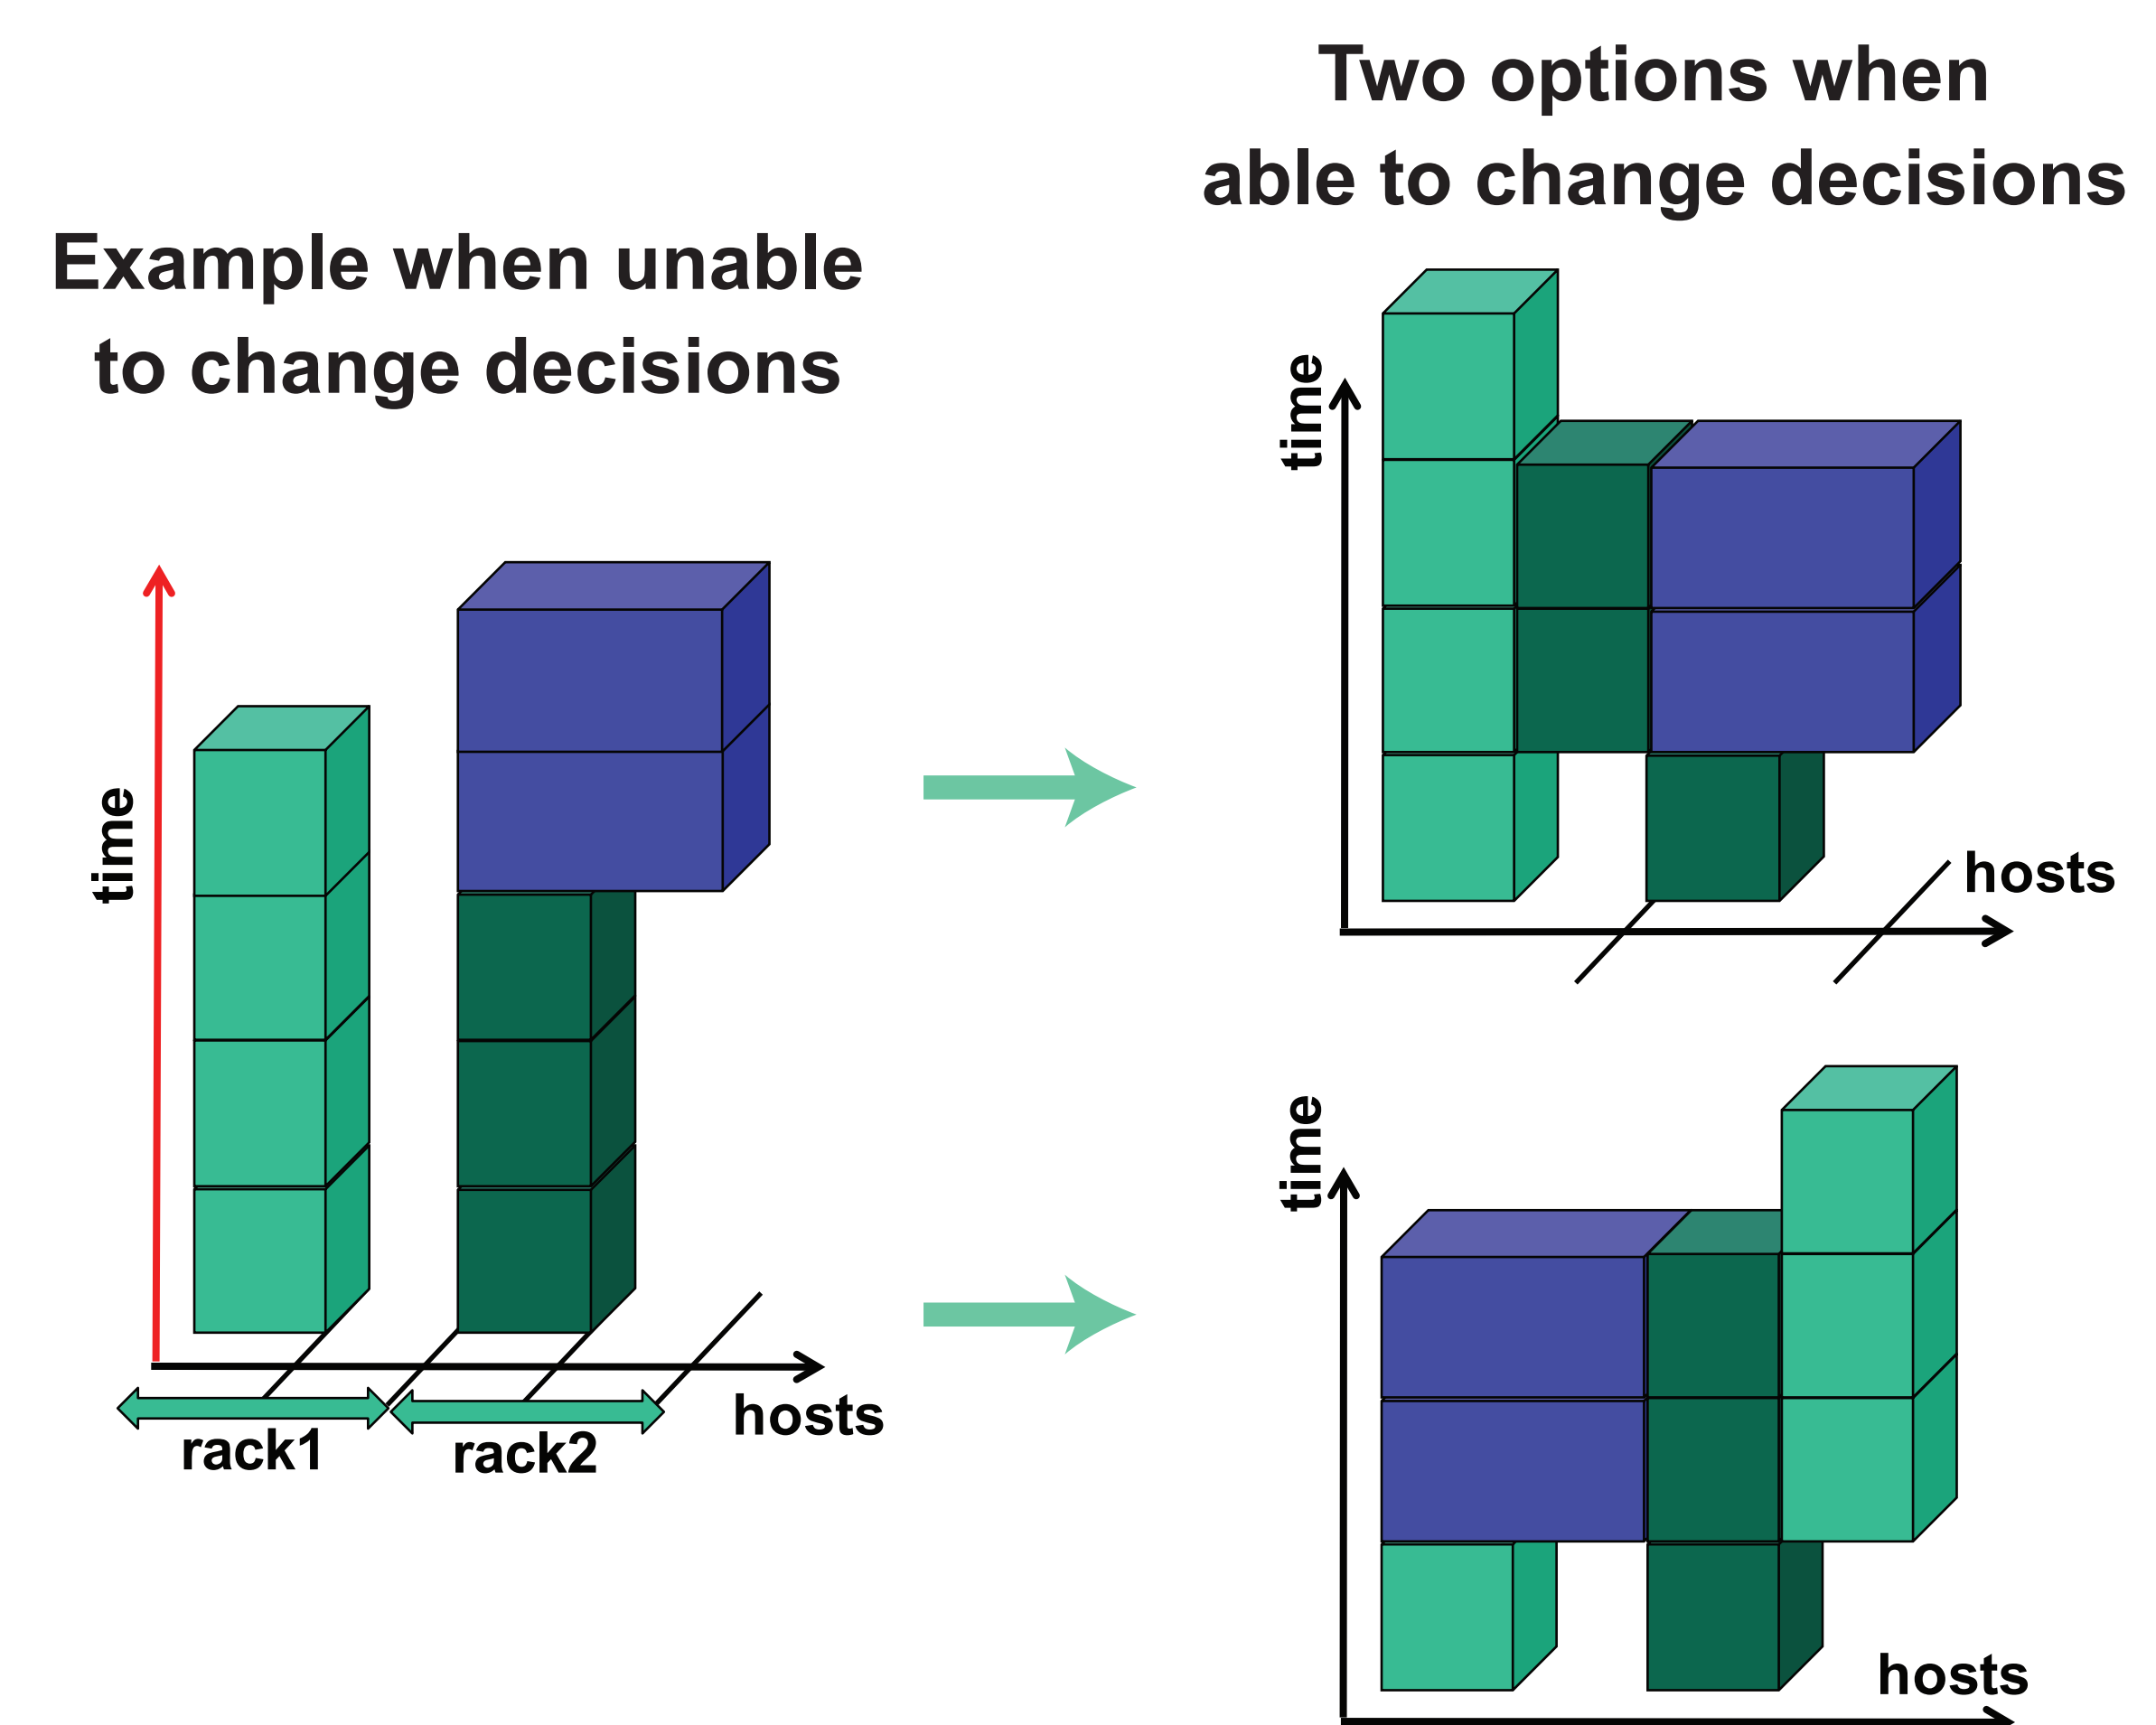 Example when unable
to change decisions
time
hosts
rack1
rack2
Two options when
able to change decisions
time
hosts
time
hosts